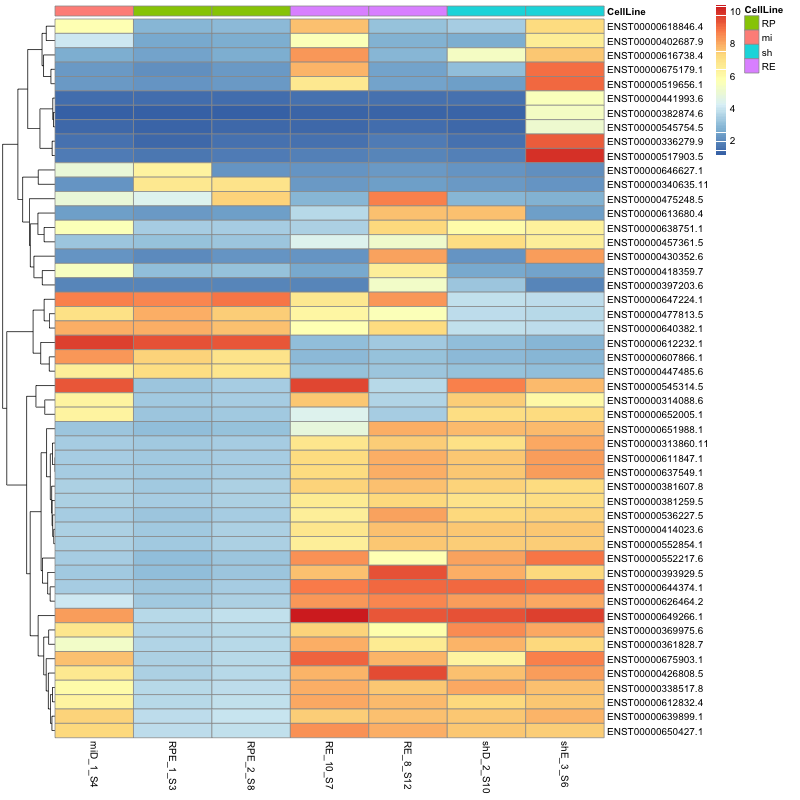 CellLine
10
8
6
4
2
CellLine
RP
mi
sh
RE
ENST00000618846.4
ENST00000402687.9
ENST00000616738.4
ENST00000675179.1
ENST00000519656.1
ENST00000441993.6
ENST00000382874.6
ENST00000545754.5
ENST00000336279.9
ENST00000517903.5
ENST00000646627.1
ENST00000340635.11
ENST00000475248.5
ENST00000613680.4
ENST00000638751.1
ENST00000457361.5
ENST00000430352.6
ENST00000418359.7
ENST00000397203.6
ENST00000647224.1
ENST00000477813.5
ENST00000640382.1
ENST00000612232.1
ENST00000607866.1
ENST00000447485.6
ENST00000545314.5
ENST00000314088.6
ENST00000652005.1
ENST00000651988.1
ENST00000313860.11
ENST00000611847.1
ENST00000637549.1
ENST00000381607.8
ENST00000381259.5
ENST00000536227.5
ENST00000414023.6
ENST00000552854.1
ENST00000552217.6
ENST00000393929.5
ENST00000644374.1
ENST00000626464.2
ENST00000649266.1
ENST00000369975.6
ENST00000361828.7
ENST00000675903.1
ENST00000426808.5
ENST00000338517.8
ENST00000612832.4
ENST00000639899.1
ENST00000650427.1
miD_1_S4
RPE_1_S3
RPE_2_S8
RE_10_S7
RE_8_S12
shD_2_S10
shE_3_S6